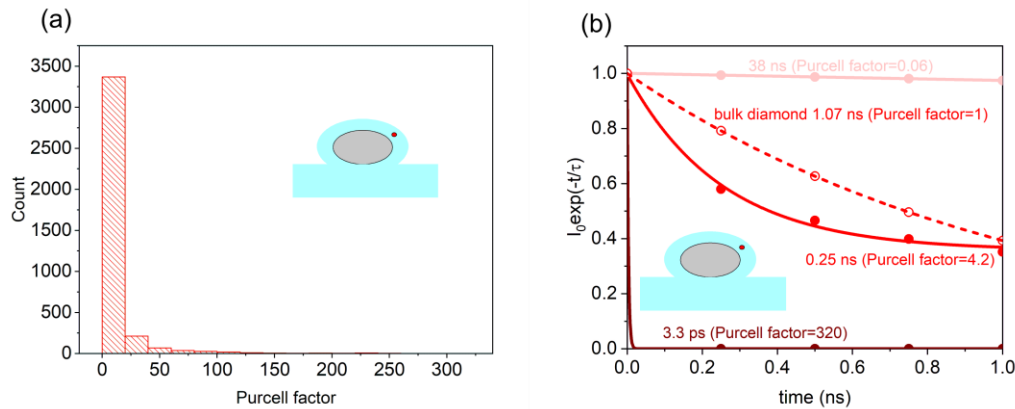 (a)
3500
3000
2500
2000
1500
1000
500
0
Count
0 50 100 150 200 250 300
Purcell factor
(b)
1.0
0.8
0.6
0.4
0.2
0.0
I₀exp(-t/τ)
38 ns (Purcell factor=0.06)
bulk diamond 1.07 ns (Purcell factor=1)
0.25 ns (Purcell factor=4.2)
3.3 ps (Purcell factor=320)
0.0 0.2 0.4 0.6 0.8 1.0
time (ns)